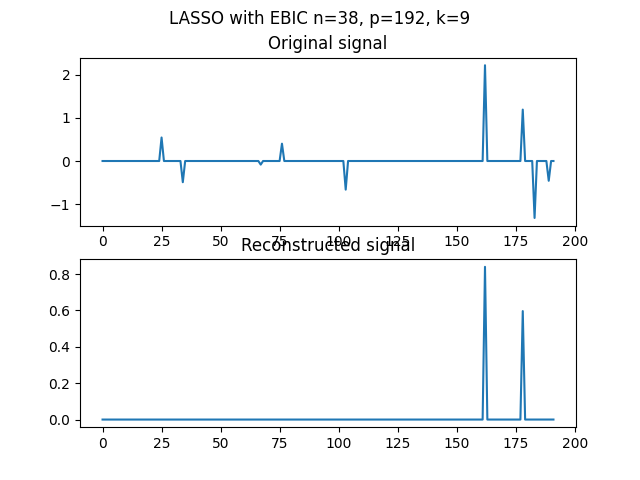 LASSO with EBIC n=38, p=192, k=9
Original signal
2
1
0
−1
0 25 50 75 100 125 150 175 200
Reconstructed signal
0.8
0.6
0.4
0.2
0.0
0 25 50 75 100 125 150 175 200